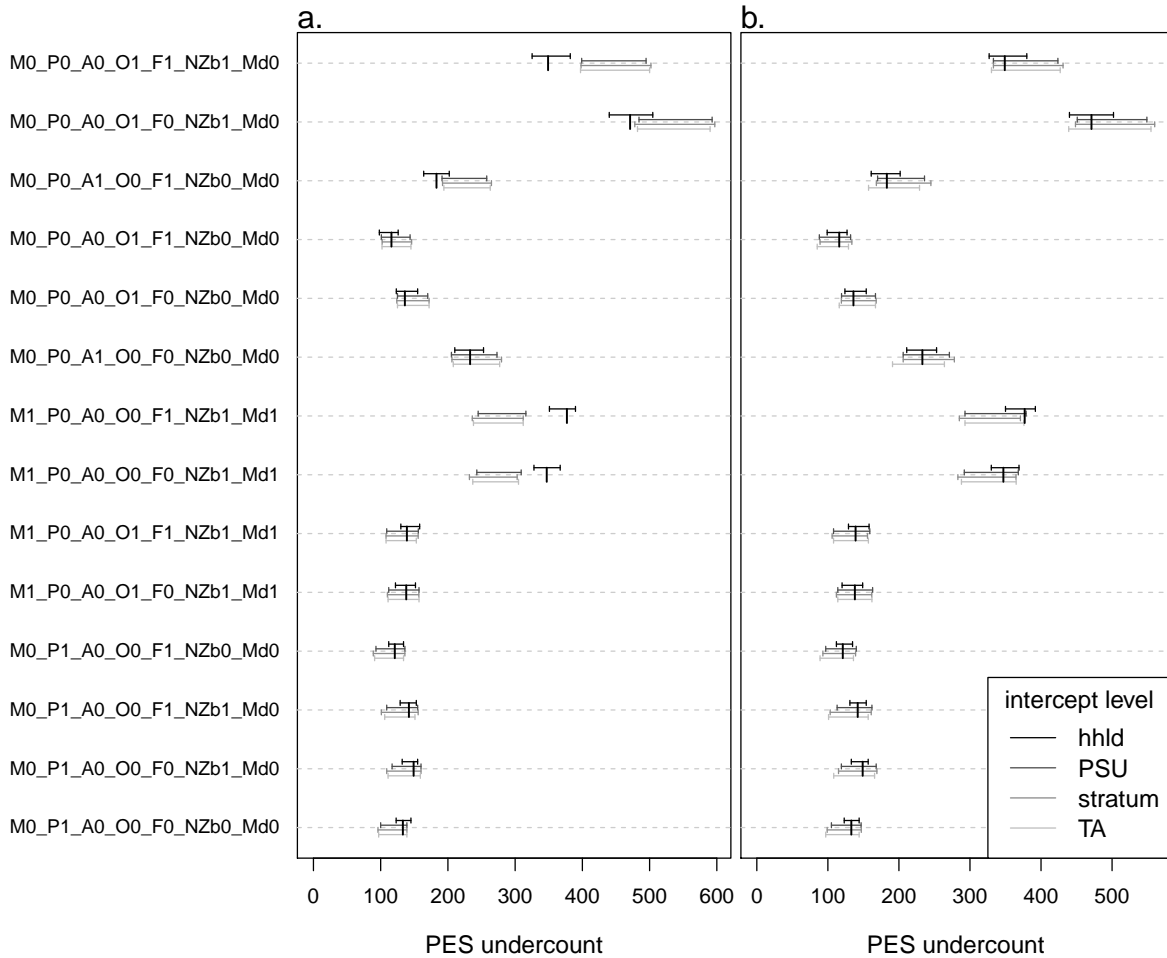 a.
b.
M0_P0_A0_O1_F1_NZb1_Md0
M0_P0_A0_O1_F0_NZb1_Md0
M0_P0_A1_O0_F1_NZb0_Md0
M0_P0_A0_O1_F1_NZb0_Md0
M0_P0_A0_O1_F0_NZb0_Md0
M0_P0_A1_O0_F0_NZb0_Md0
M1_P0_A0_O0_F1_NZb1_Md1
M1_P0_A0_O0_F0_NZb1_Md1
M1_P0_A0_O1_F1_NZb1_Md1
M1_P0_A0_O1_F0_NZb1_Md1
M0_P1_A0_O0_F1_NZb0_Md0
M0_P1_A0_O0_F1_NZb1_Md0
M0_P1_A0_O0_F0_NZb1_Md0
M0_P1_A0_O0_F0_NZb0_Md0
intercept level
hhld
PSU
stratum
TA
0 100 200 300 400 500 600
0 100 200 300 400 500
PES undercount
PES undercount